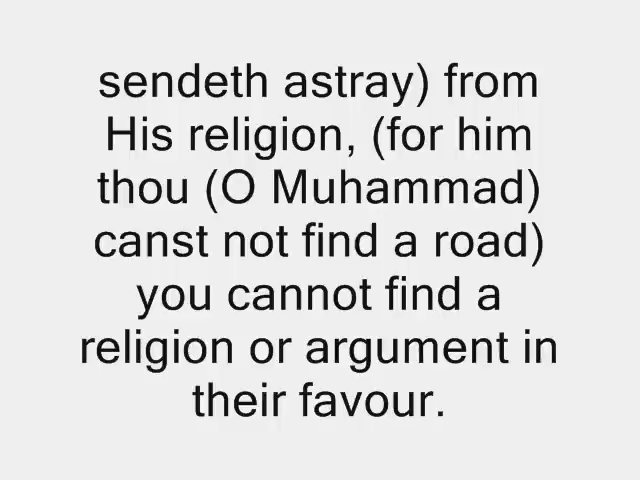 sendeth astray) from
His religion, (for him
thou (O Muhammad)
canst not find a road)
you cannot find a
religion or argument in
their favour.